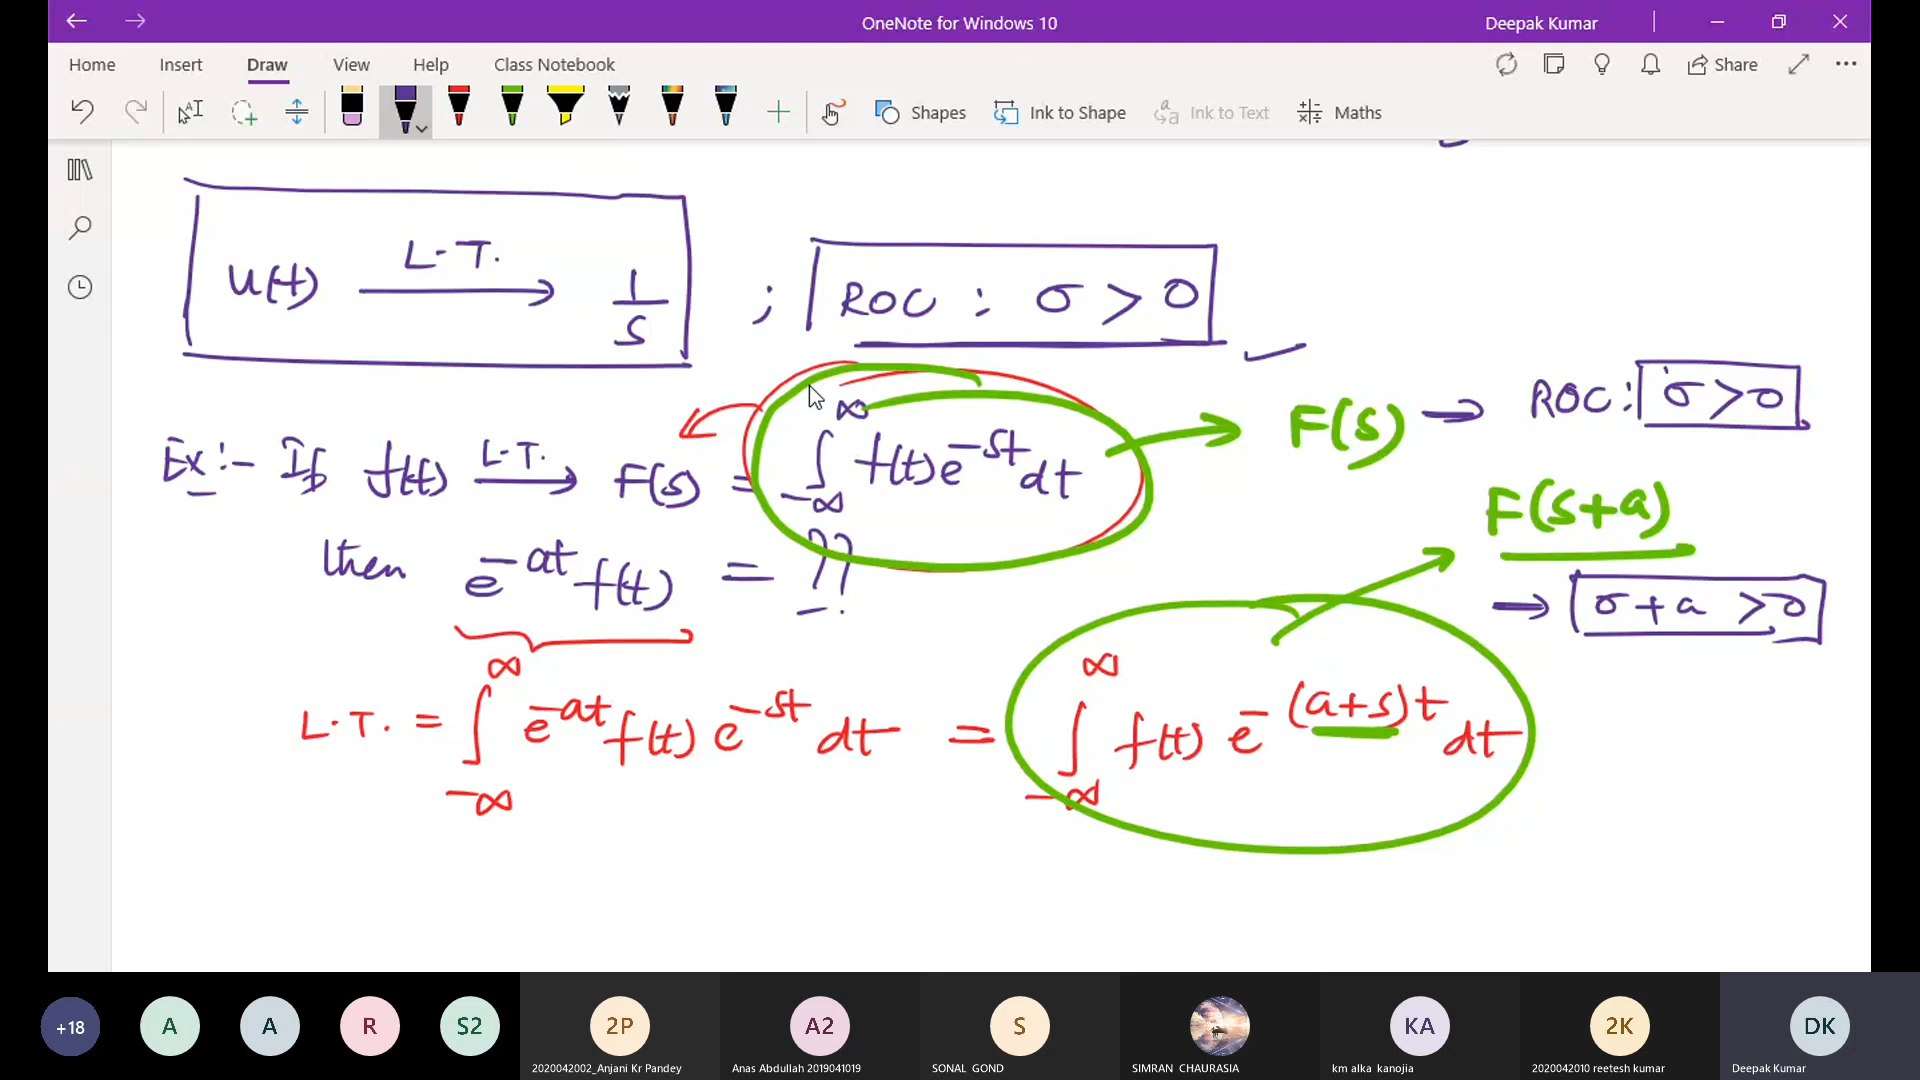 OneNote for Windows 10
Deepak Kumar
Home Insert Draw View Help Class Notebook Share
Shapes Ink to Shape Ink to Text Maths
u(t) L.T. → 1/s ; ROC : σ > 0
Ex:- If f(t) L.T. → F(s) = ∫_{-∞}^{∞} f(t) e^{-st} dt → F(s) → ROC: σ > 0
then e^{-at} f(t) = ??
F(s+a)
→ σ + a > 0
L.T. = ∫_{-∞}^{∞} e^{-at} f(t) e^{-st} dt = ∫_{-∞}^{∞} f(t) e^{-(a+s)t} dt
+18 A A R S2 2P A2 S KA 2K DK
2020042002_Anjani Kr Pandey Anas Abdullah 2019041019 SONAL GOND SIMRAN CHAURASIA km alka kanojia 2020042010 reetesh kumar Deepak Kumar